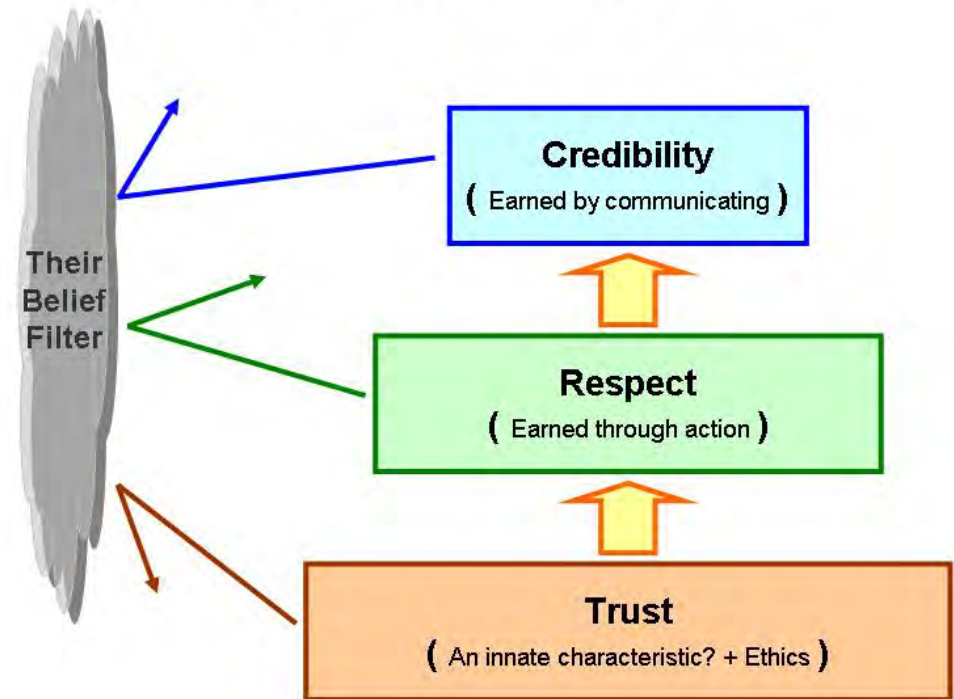 Credibility
( Earned by communicating )
Their
Belief
Filter
Respect
( Earned through action )
Trust
( An innate characteristic? + Ethics )